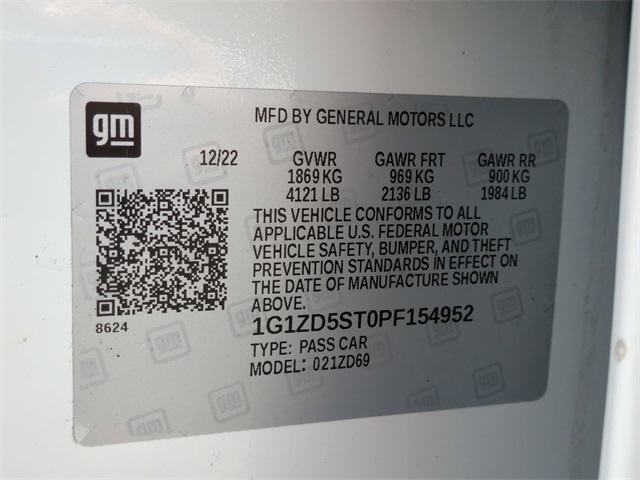 gm
MFD BY GENERAL MOTORS LLC
12/22 GVWR GAWR FRT GAWR RR
1869 KG 969 KG 900 KG
4121 LB 2136 LB 1984 LB
THIS VEHICLE CONFORMS TO ALL
APPLICABLE U.S. FEDERAL MOTOR
VEHICLE SAFETY, BUMPER, AND THEFT
PREVENTION STANDARDS IN EFFECT ON
THE DATE OF MANUFACTURE SHOWN
ABOVE.
8624
1G1ZD5ST0PF154952
TYPE: PASS CAR
MODEL: 021ZD69